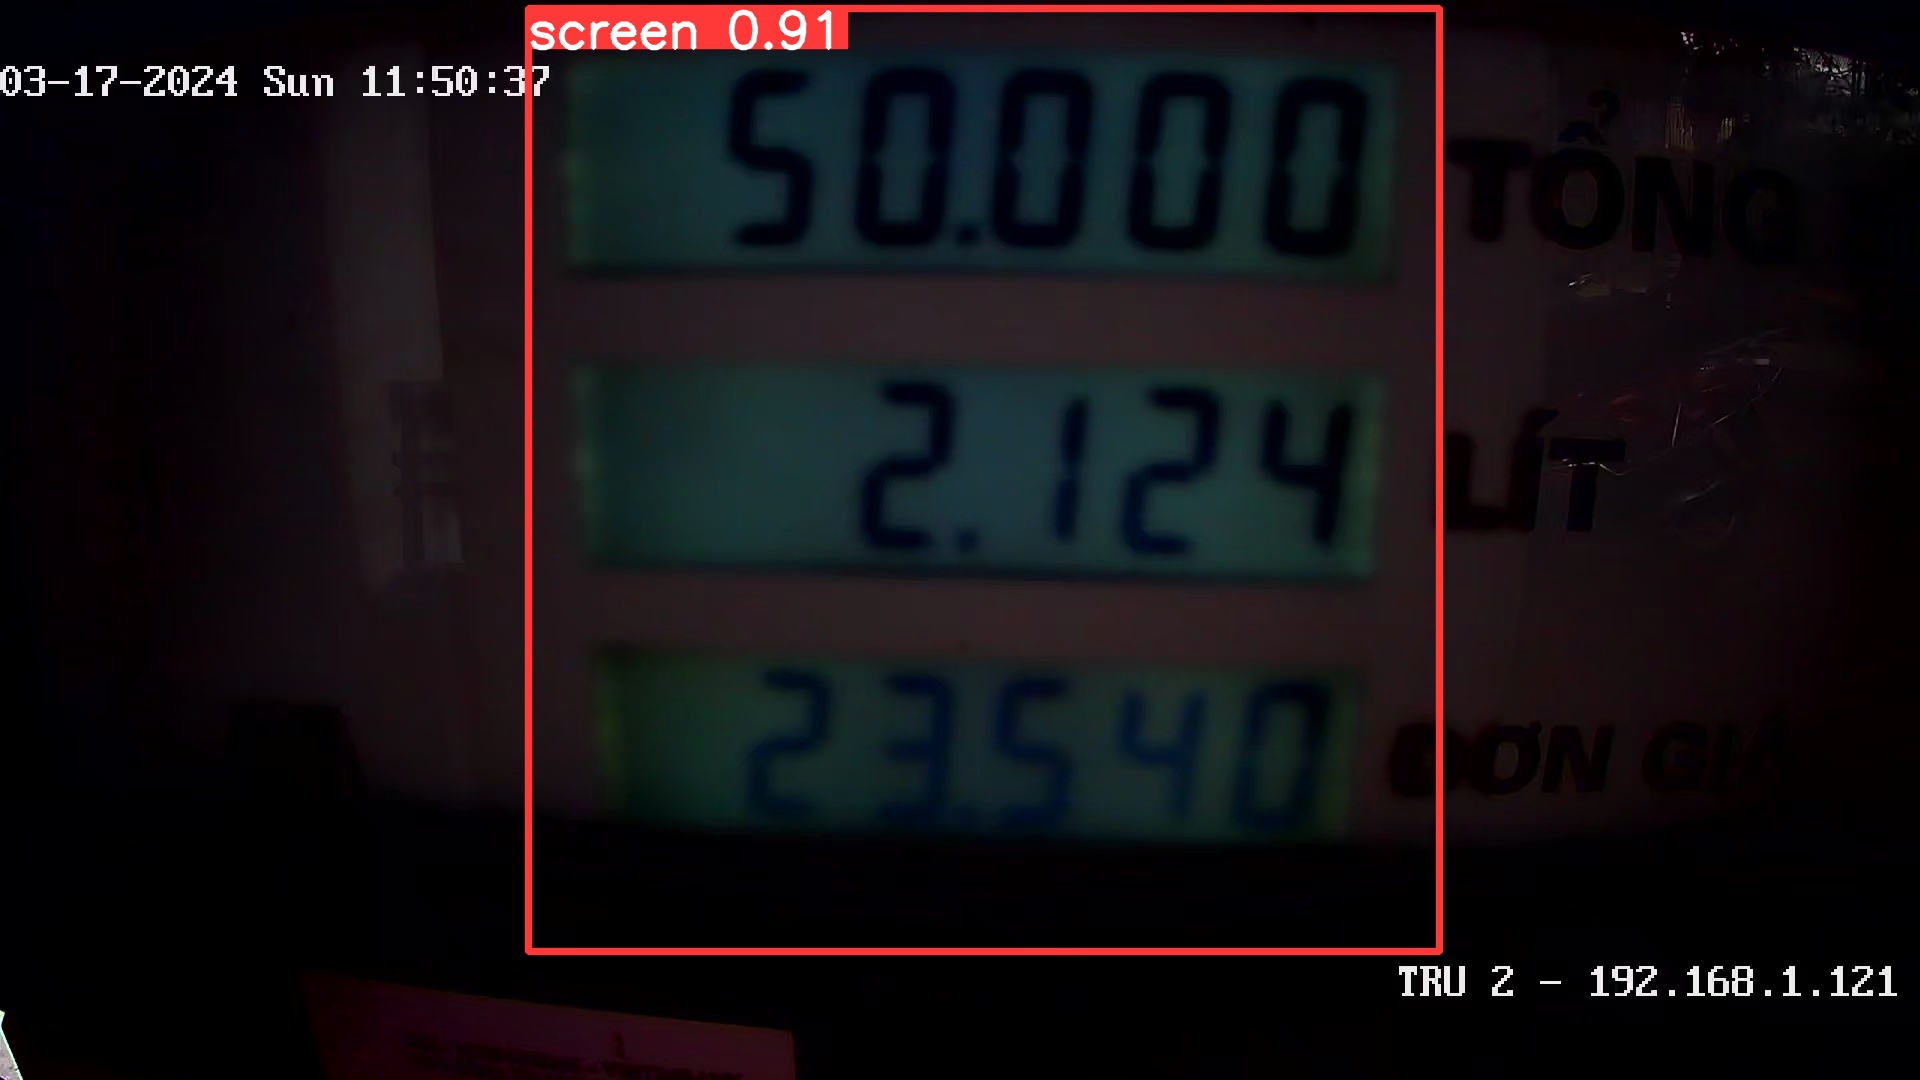 screen 0.91
03-17-2024 Sun 11:50:37
50.000
TỔNG
2.124
LÍT
23.540
ĐƠN GIÁ
TRU 2 - 192.168.1.121